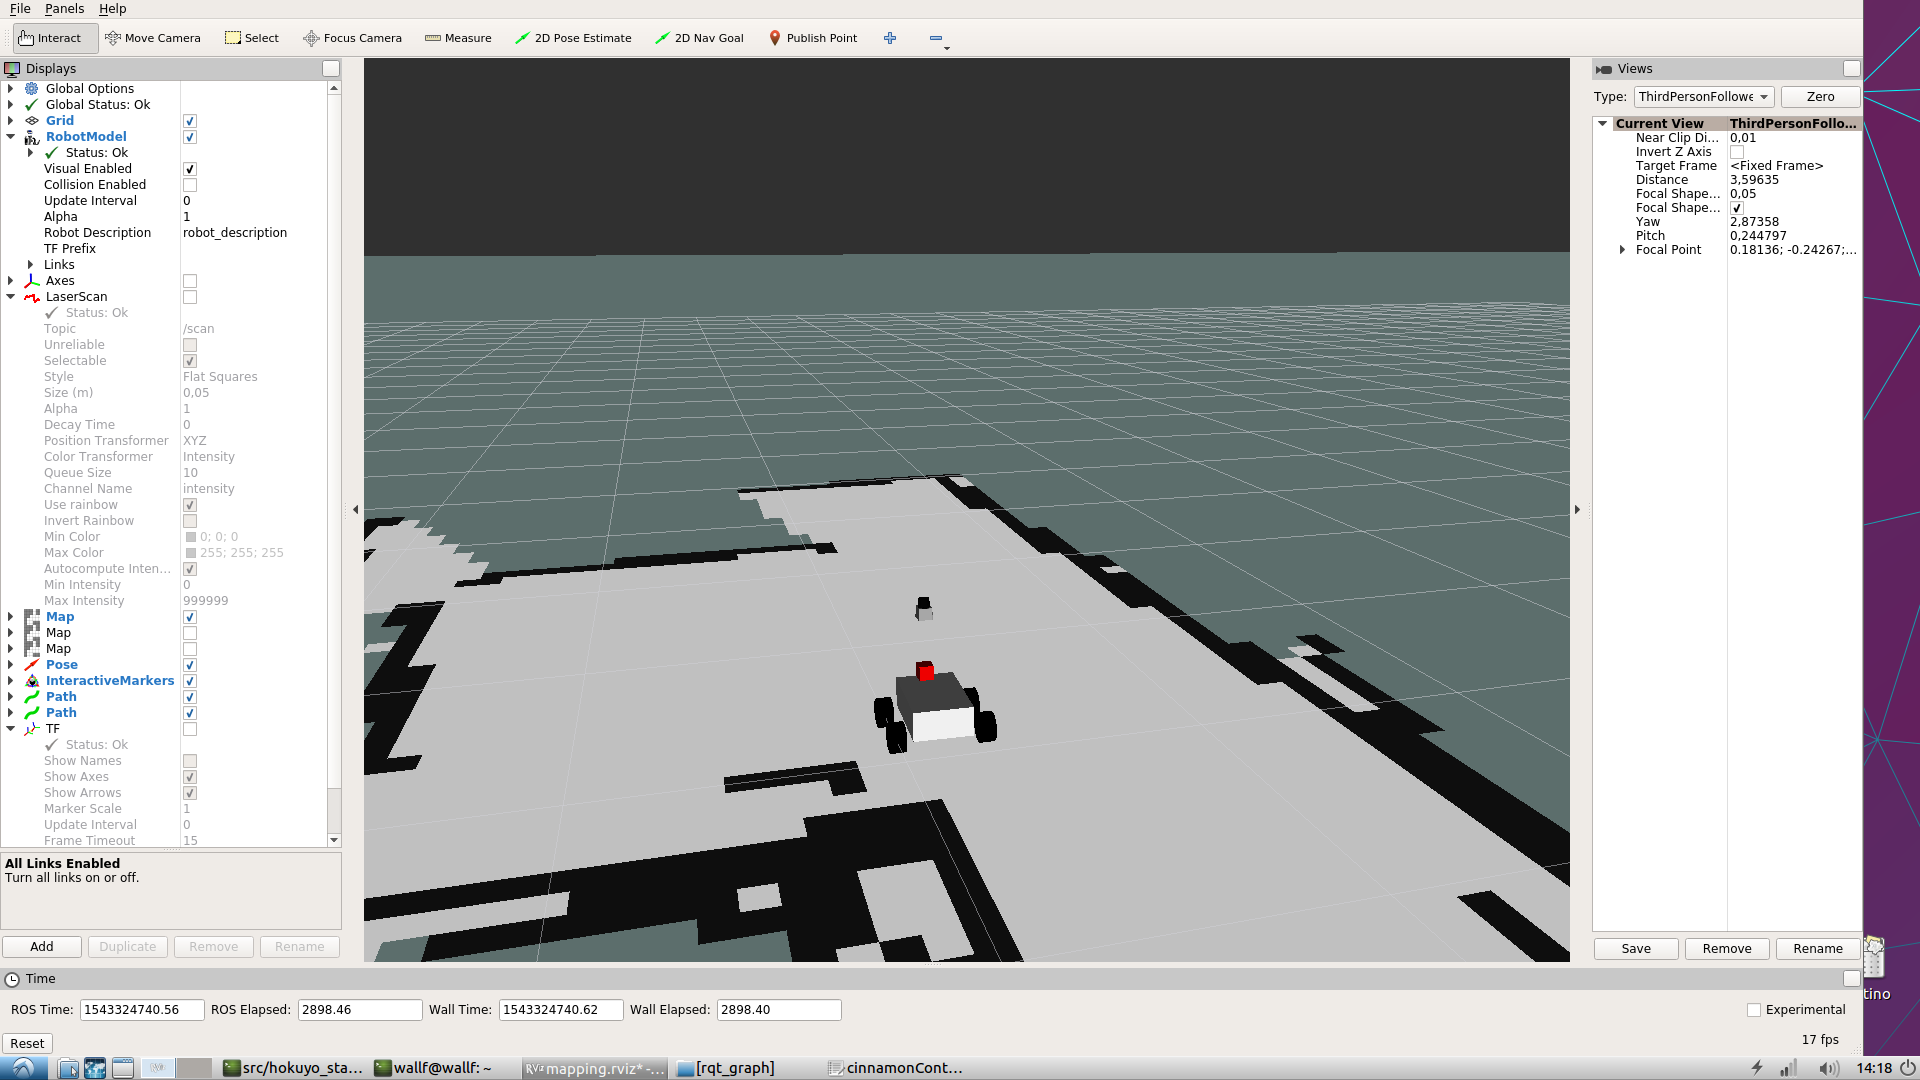 File Panels Help
Interact Move Camera Select Focus Camera Measure 2D Pose Estimate 2D Nav Goal Publish Point
Displays
Global Options
Global Status: Ok
Grid
RobotModel
Status: Ok
Visual Enabled
Collision Enabled
Update Interval 0
Alpha 1
Robot Description robot_description
TF Prefix
Links
Axes
LaserScan
Status: Ok
Topic /scan
Unreliable
Selectable
Style Flat Squares
Size (m) 0,05
Alpha 1
Decay Time 0
Position Transformer XYZ
Color Transformer Intensity
Queue Size 10
Channel Name intensity
Use rainbow
Invert Rainbow
Min Color 0; 0; 0
Max Color 255; 255; 255
Autocompute Inten...
Min Intensity 0
Max Intensity 999999
Map
Map
Map
Pose
InteractiveMarkers
Path
Path
TF
Status: Ok
Show Names
Show Axes
Show Arrows
Marker Scale 1
Update Interval 0
Frame Timeout 15
All Links Enabled
Turn all links on or off.
Add Duplicate Remove Rename
Views
Type: ThirdPersonFollowe Zero
Current View ThirdPersonFollo...
Near Clip Di... 0,01
Invert Z Axis
Target Frame <Fixed Frame>
Distance 3,59635
Focal Shape... 0,05
Focal Shape...
Yaw 2,87358
Pitch 0,244797
Focal Point 0.18136; -0.24267;...
Save Remove Rename
tino
Time
ROS Time: 1543324740.56 ROS Elapsed: 2898.46 Wall Time: 1543324740.62 Wall Elapsed: 2898.40 Experimental
Reset 17 fps
src/hokuyo_sta... wallf@wallf: ~ RViz mapping.rviz* -... [rqt_graph] cinnamonCont... 14:18